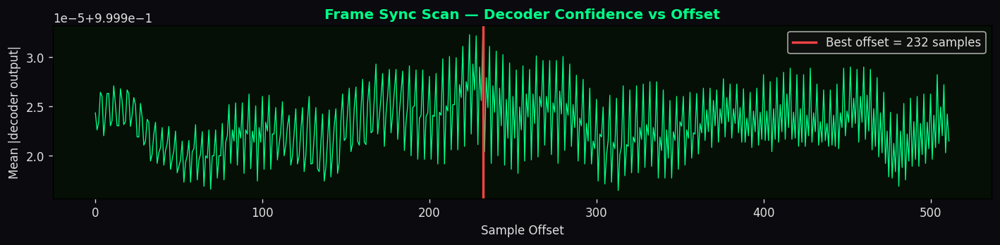 Frame Sync Scan — Decoder Confidence vs Offset
1e−5+9.999e−1
Best offset = 232 samples
3.0
2.5
2.0
Mean |decoder output|
0 100 200 300 400 500
Sample Offset